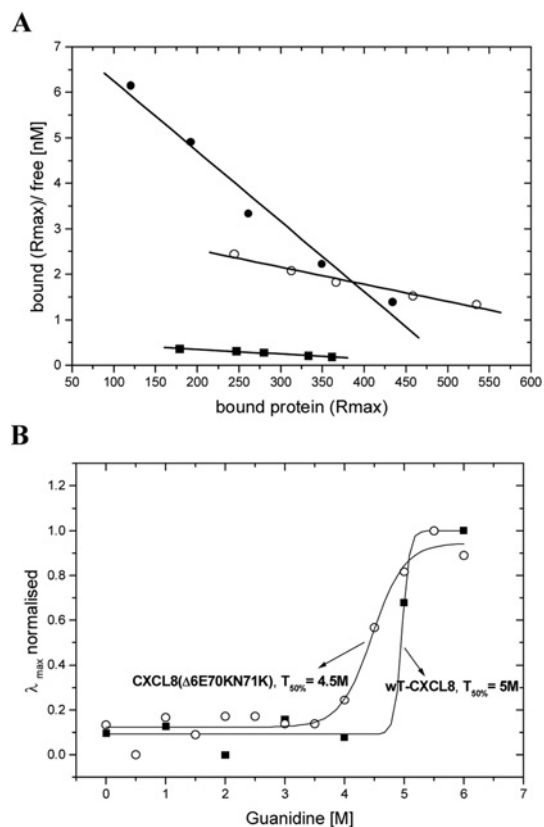 A
bound (Rmax)/ free [nM]
7
6
5
4
3
2
1
0
50 100 150 200 250 300 350 400 450 500 550 600
bound protein (Rmax)
B
λ max normalised
1.2
1.0
0.8
0.6
0.4
0.2
0.0
CXCL8(Δ6E70KN71K), T50%= 4.5M
wT-CXCL8, T50%= 5M
0 1 2 3 4 5 6 7
Guanidine [M]